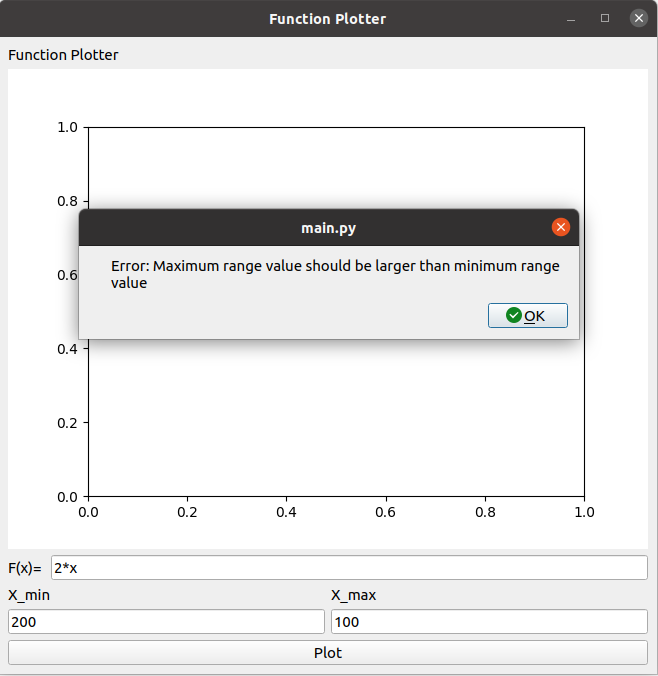 Function Plotter
Function Plotter
1.0
0.8
main.py
Error: Maximum range value should be larger than minimum range
value
0.6
OK
0.4
0.2
0.0
0.0 0.2 0.4 0.6 0.8 1.0
F(x)= 2*x
X_min X_max
200 100
Plot